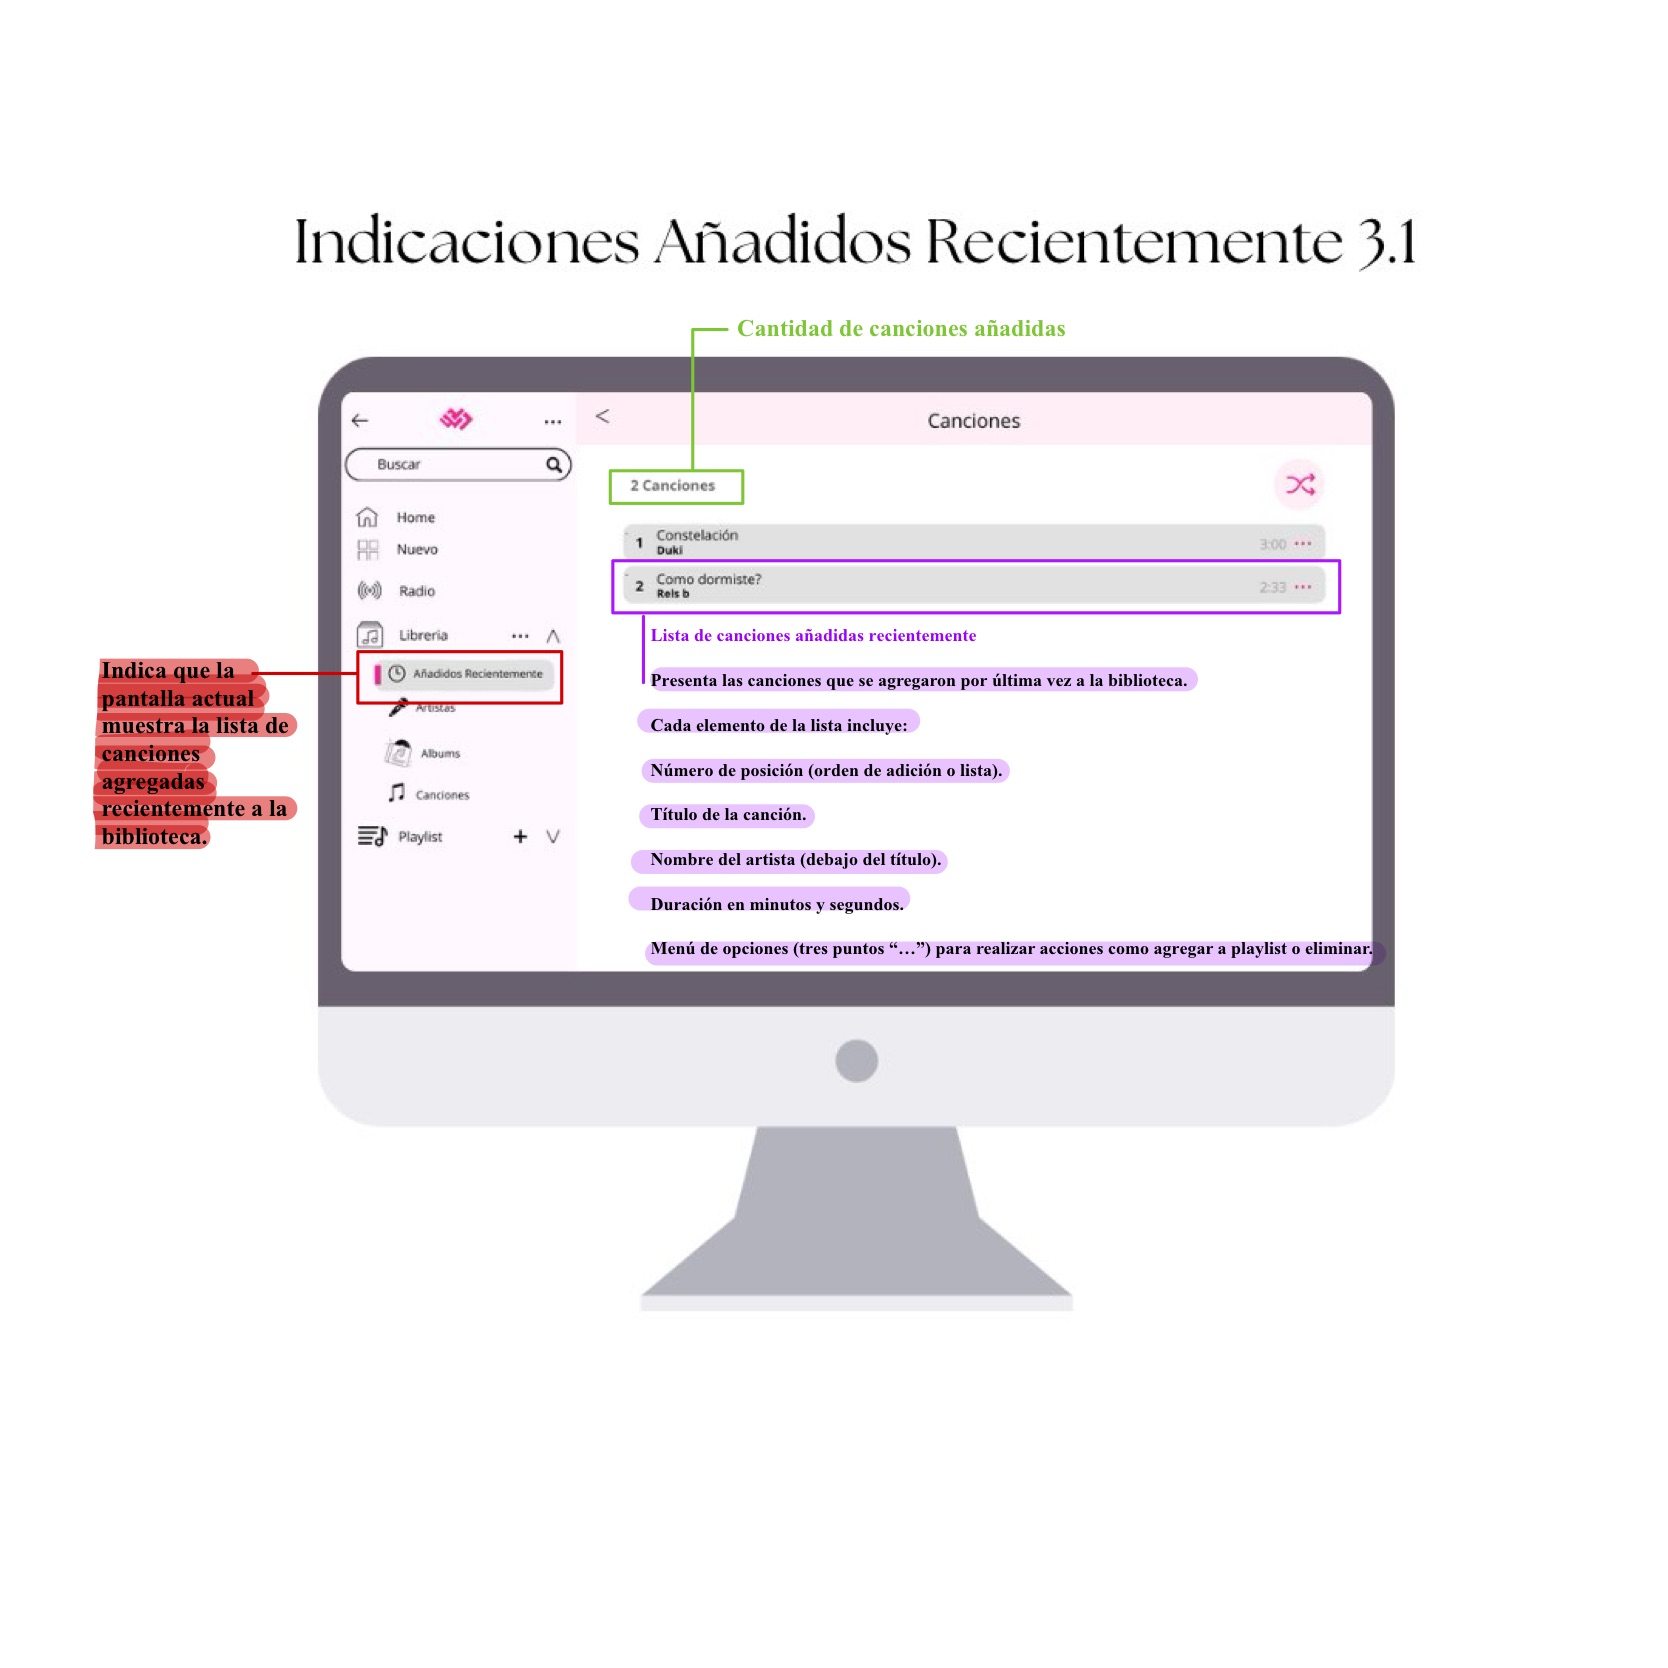 Indicaciones Añadidos Recientemente 3.1
Cantidad de canciones añadidas
Canciones
Buscar
2 Canciones
Home
Nuevo
Radio
Libreria
Añadidos Recientemente
Artistas
Albums
Canciones
Playlist
1 Constelación
Duki
3:00
2 Como dormiste?
Rels b
2:33
Indica que la
pantalla actual
muestra la lista de
canciones
agregadas
recientemente a la
biblioteca.
Lista de canciones añadidas recientemente
Presenta las canciones que se agregaron por última vez a la biblioteca.
Cada elemento de la lista incluye:
Número de posición (orden de adición o lista).
Título de la canción.
Nombre del artista (debajo del título).
Duración en minutos y segundos.
Menú de opciones (tres puntos “…”) para realizar acciones como agregar a playlist o eliminar.